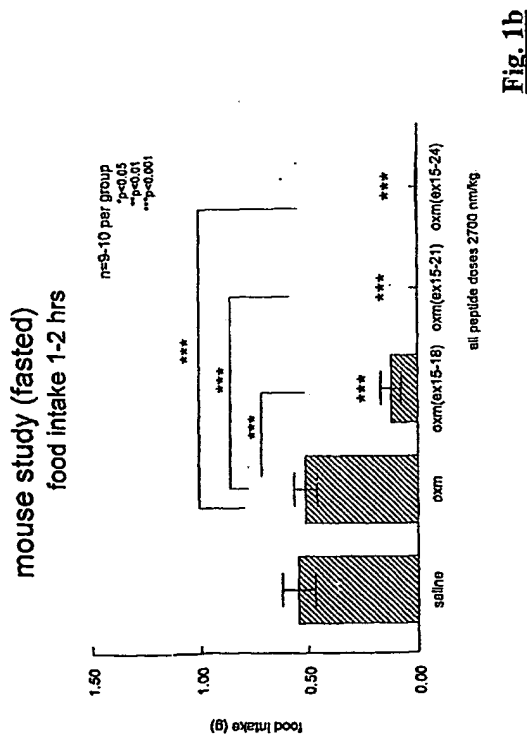 mouse study (fasted)
food intake 1-2 hrs
n=9-10 per group
*p<0.05
**p<0.01
***p<0.001
***
***
***
***
***
***
food intake (g)
1.50
1.00
0.50
0.00
saline
oxm
oxm(ex15-18)
oxm(ex15-21)
oxm(ex15-24)
all peptide doses 2700 nm/kg
Fig. 1b